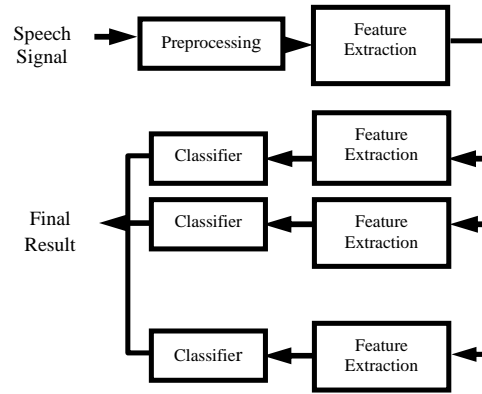 Speech
Signal
Preprocessing
Feature
Extraction
Classifier
Feature
Extraction
Final
Result
Classifier
Feature
Extraction
Classifier
Feature
Extraction